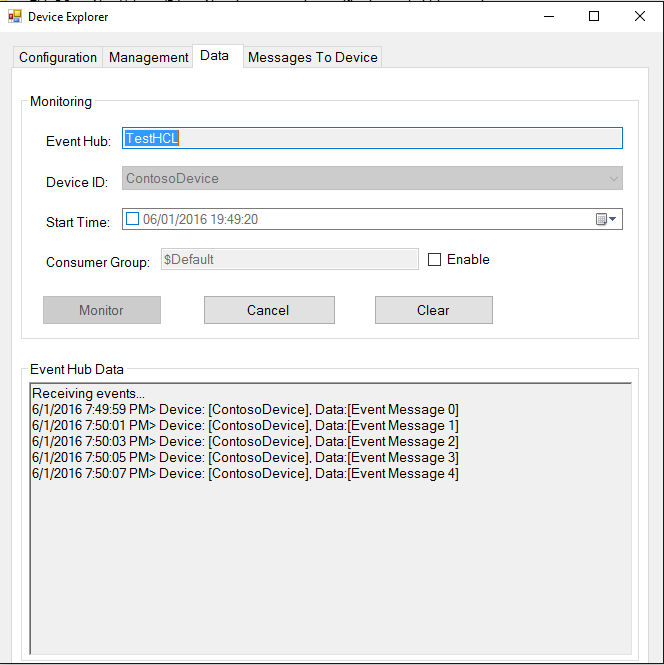 Device Explorer
Configuration Management Data Messages To Device
Monitoring
Event Hub: TestHCL
Device ID: ContosoDevice
Start Time: 06/01/2016 19:49:20
Consumer Group: $Default Enable
Monitor Cancel Clear
Event Hub Data
Receiving events...
6/1/2016 7:49:59 PM> Device: [ContosoDevice], Data:[Event Message 0]
6/1/2016 7:50:01 PM> Device: [ContosoDevice], Data:[Event Message 1]
6/1/2016 7:50:03 PM> Device: [ContosoDevice], Data:[Event Message 2]
6/1/2016 7:50:05 PM> Device: [ContosoDevice], Data:[Event Message 3]
6/1/2016 7:50:07 PM> Device: [ContosoDevice], Data:[Event Message 4]